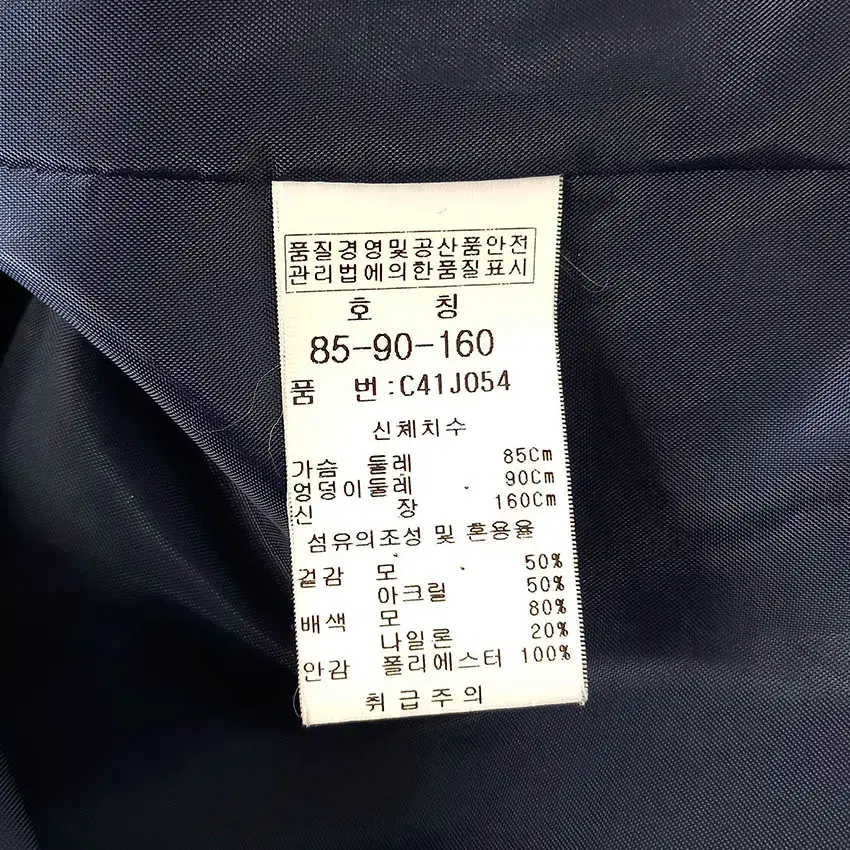 품질경영및공산품안전
관리법에의한품질표시
호 칭
85-90-160
품 번:C41J054
신체치수
가슴 둘레 85Cm
엉덩이둘레 90Cm
신 장 160Cm
섬유의조성 및 혼용율
겉감 모 50%
아크릴 50%
배색 모 80%
나일론 20%
안감 폴리에스터 100%
취급주의